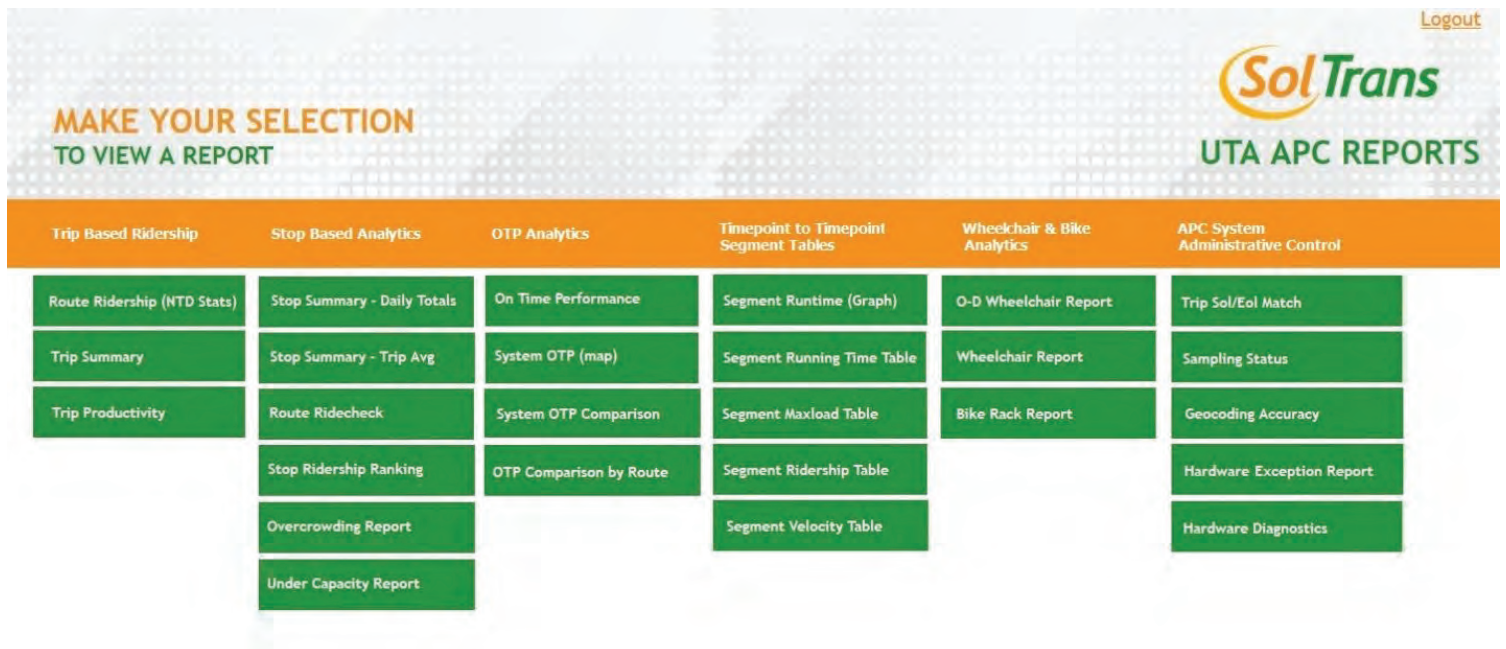 Logout
SolTrans
MAKE YOUR SELECTION
TO VIEW A REPORT
UTA APC REPORTS
Trip Based Ridership
Stop Based Analytics
OTP Analytics
Timepoint to Timepoint
Segment Tables
Wheelchair & Bike
Analytics
APC System
Administrative Control
Route Ridership (NTD Stats)
Trip Summary
Trip Productivity
Stop Summary - Daily Totals
Stop Summary - Trip Avg
Route Ridecheck
Stop Ridership Ranking
Overcrowding Report
Under Capacity Report
On Time Performance
System OTP (map)
System OTP Comparison
OTP Comparison by Route
Segment Runtime (Graph)
Segment Running Time Table
Segment Maxload Table
Segment Ridership Table
Segment Velocity Table
O-D Wheelchair Report
Wheelchair Report
Bike Rack Report
Trip Sol/Eol Match
Sampling Status
Geocoding Accuracy
Hardware Exception Report
Hardware Diagnostics